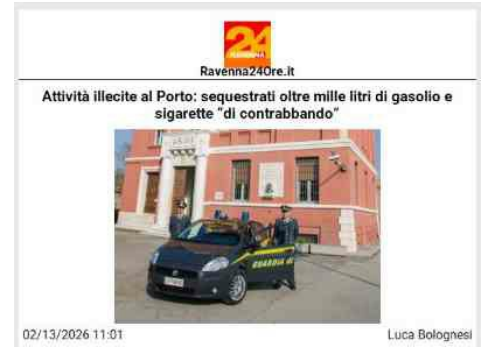 24
RAVENNA
Ravenna24Ore.it
Attività illecite al Porto: sequestrati oltre mille litri di gasolio e
sigarette “di contrabbando”
GUARDIA DI
02/13/2026 11:01
Luca Bolognesi